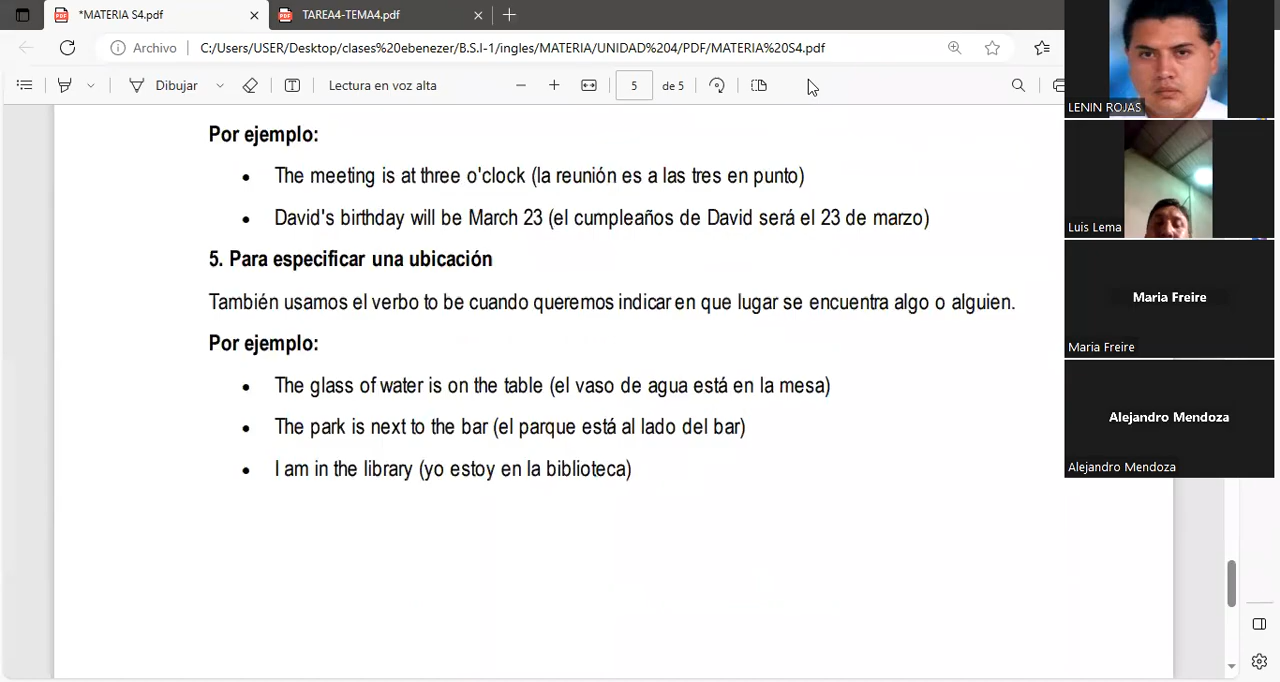 *MATERIA S4.pdf
TAREA4-TEMA4.pdf
Archivo
C:/Users/USER/Desktop/clases%20ebenezer/B.S.I-1/ingles/MATERIA/UNIDAD%204/PDF/MATERIA%20S4.pdf
Dibujar
Lectura en voz alta
5 de 5
Por ejemplo:
• The meeting is at three o'clock (la reunión es a las tres en punto)
• David's birthday will be March 23 (el cumpleaños de David será el 23 de marzo)
5. Para especificar una ubicación
También usamos el verbo to be cuando queremos indicar en que lugar se encuentra algo o alguien.
Por ejemplo:
• The glass of water is on the table (el vaso de agua está en la mesa)
• The park is next to the bar (el parque está al lado del bar)
• I am in the library (yo estoy en la biblioteca)
LENIN ROJAS
Luis Lema
Maria Freire
Maria Freire
Alejandro Mendoza
Alejandro Mendoza